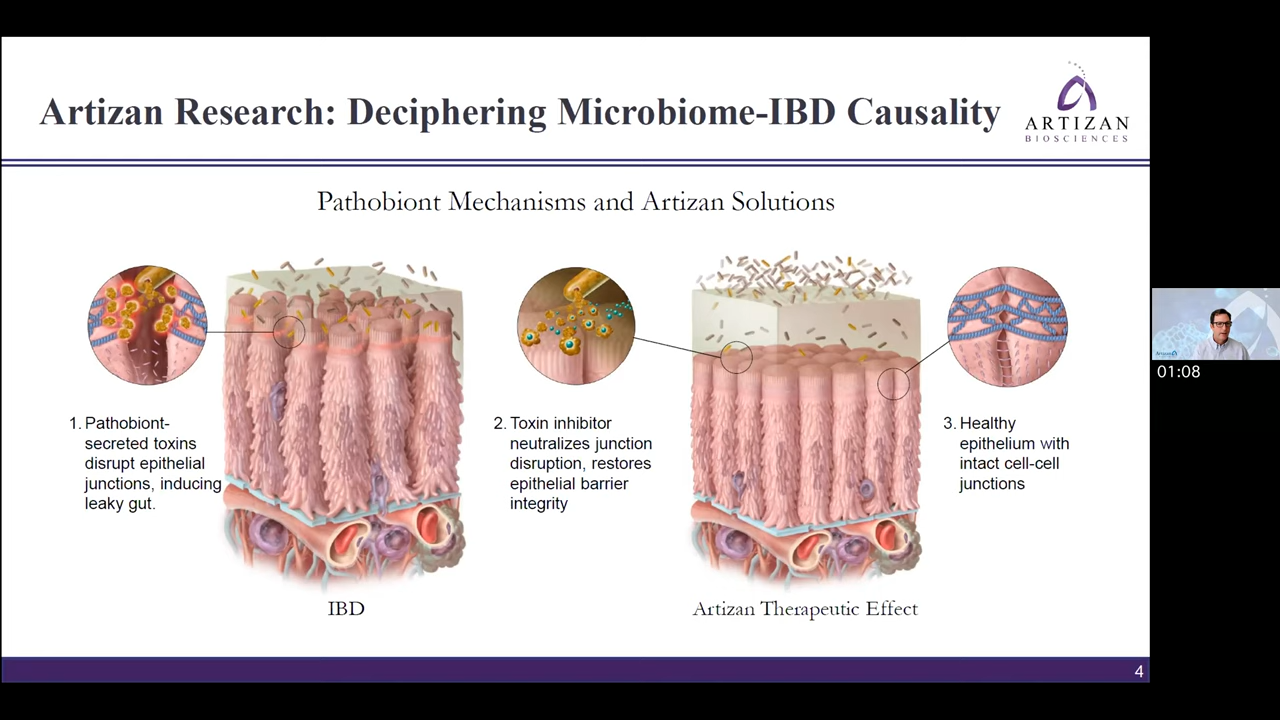 Artizan Research: Deciphering Microbiome-IBD Causality
ARTIZAN
BIOSCIENCES
Pathobiont Mechanisms and Artizan Solutions
1. Pathobiont-
secreted toxins
disrupt epithelial
junctions, inducing
leaky gut.
2. Toxin inhibitor
neutralizes junction
disruption, restores
epithelial barrier
integrity
3. Healthy
epithelium with
intact cell-cell
junctions
IBD
Artizan Therapeutic Effect
4
01:08